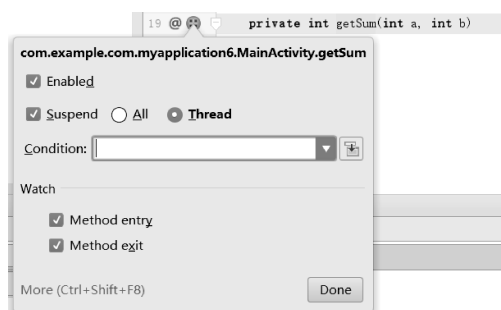 19 @ private int getSum(int a, int b)
com.example.com.myapplication6.MainActivity.getSum
Enabled
Suspend All Thread
Condition:
Watch
Method entry
Method exit
More (Ctrl+Shift+F8) Done